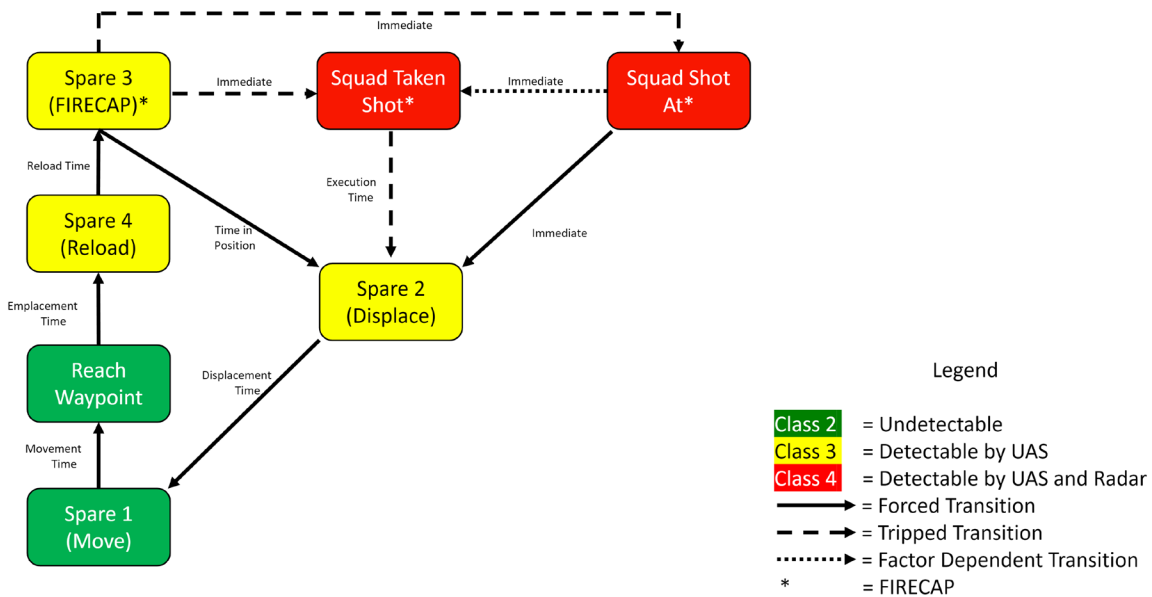 Immediate
Spare 3
(FIRECAP)*
Immediate
Squad Taken
Shot*
Immediate
Squad Shot
At*
Reload Time
Execution
Time
Spare 4
(Reload)
Time in
Position
Immediate
Spare 2
(Displace)
Emplacement
Time
Reach
Waypoint
Displacement
Time
Movement
Time
Spare 1
(Move)
Legend
Class 2 = Undetectable
Class 3 = Detectable by UAS
Class 4 = Detectable by UAS and Radar
= Forced Transition
= Tripped Transition
= Factor Dependent Transition
* = FIRECAP